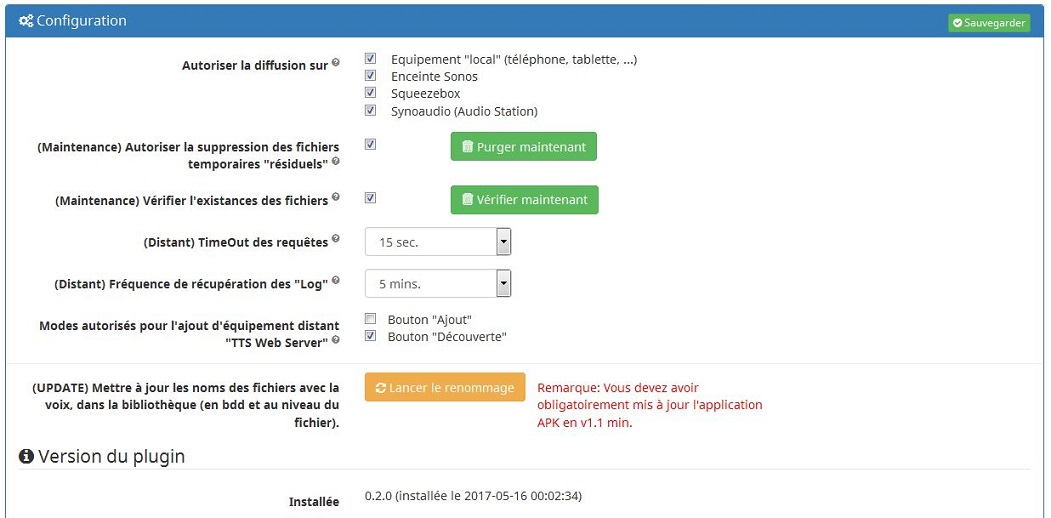 Configuration
Sauvegarder
Autoriser la diffusion sur
Equipement "local" (téléphone, tablette, ...)
Enceinte Sonos
Squeezebox
Synoaudio (Audio Station)
(Maintenance) Autoriser la suppression des fichiers
temporaires "résiduels"
Purger maintenant
(Maintenance) Vérifier l'existances des fichiers
Vérifier maintenant
(Distant) TimeOut des requêtes
15 sec.
(Distant) Fréquence de récupération des "Log"
5 mins.
Modes autorisés pour l'ajout d'équipement distant
"TTS Web Server"
Bouton "Ajout"
Bouton "Découverte"
(UPDATE) Mettre à jour les noms des fichiers avec la
voix, dans la bibliothèque (en bdd et au niveau du
fichier).
Lancer le renommage
Remarque: Vous devez avoir
obligatoirement mis à jour l'application
APK en v1.1 min.
Version du plugin
Installée
0.2.0 (installée le 2017-05-16 00:02:34)